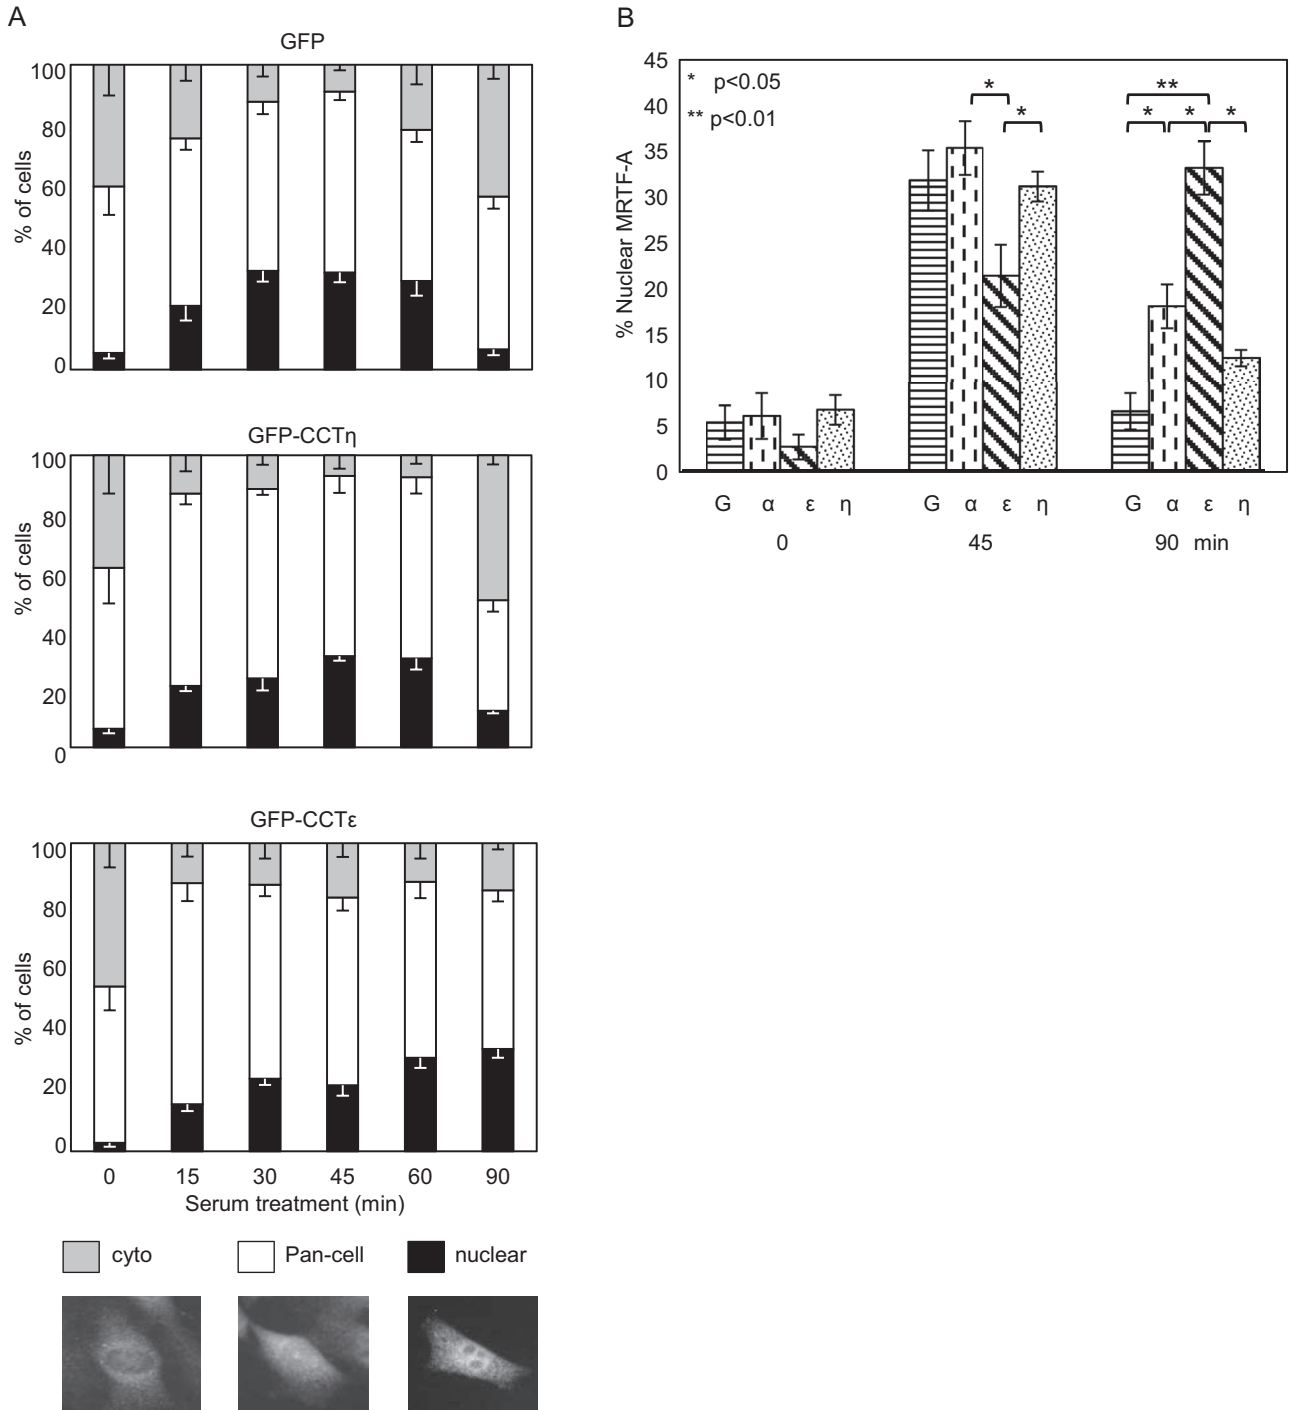 A
GFP
100
80
60
40
20
0
% of cells
GFP-CCTη
100
80
60
40
20
0
% of cells
GFP-CCTε
100
80
60
40
20
0
% of cells
0 15 30 45 60 90
Serum treatment (min)
cyto Pan-cell nuclear
B
45
40
35
30
25
20
15
10
5
0
% Nuclear MRTF-A
* p<0.05
** p<0.01
* *
** * * *
G α ε η G α ε η G α ε η
0 45 90 min